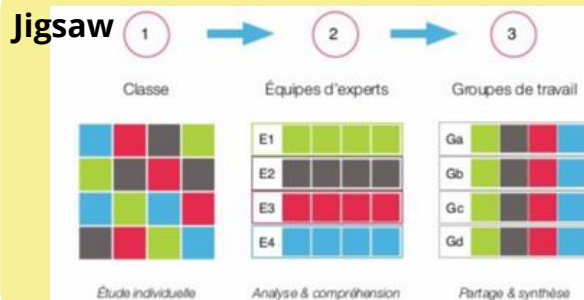 Jigsaw
1
2
3
Classe
Équipes d'experts
Groupes de travail
E1
E2
E3
E4
Ga
Gb
Gc
Gd
Étude individuelle
Analyse & compréhension
Partage & synthèse